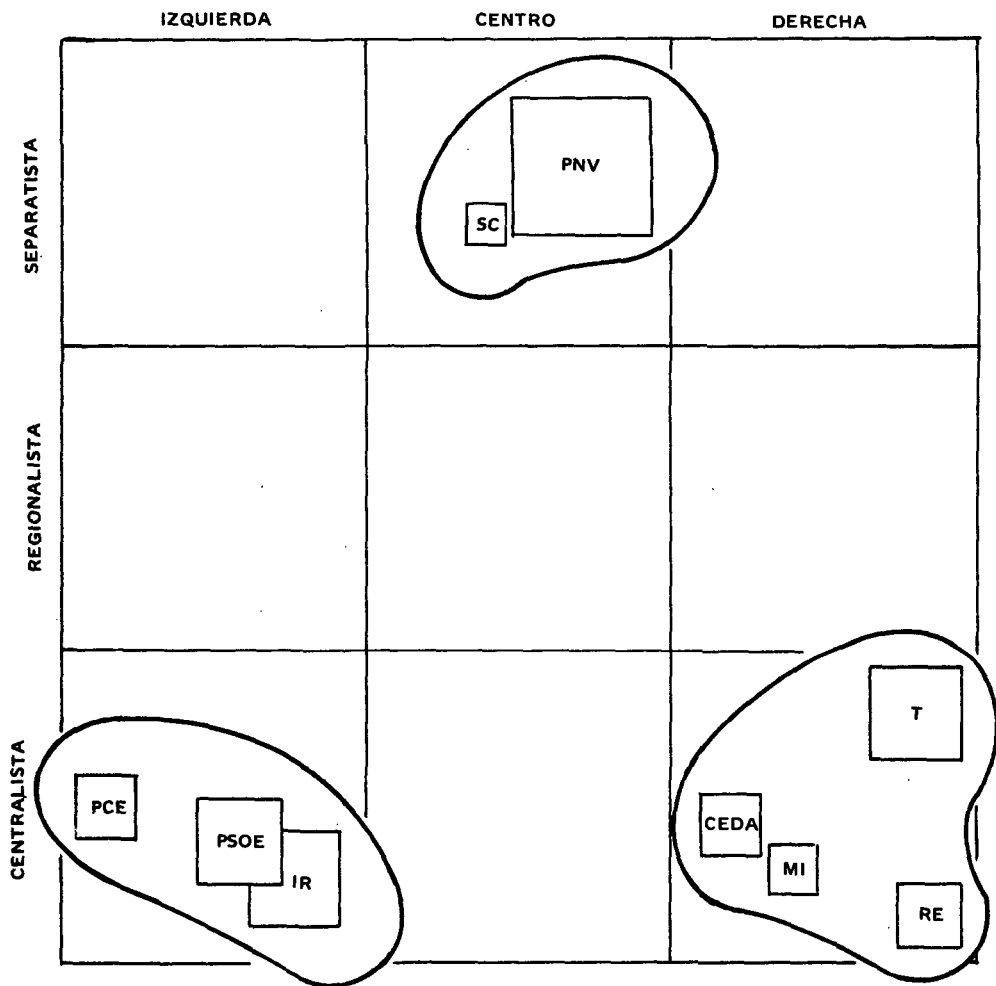 IZQUIERDA
CENTRO
DERECHA
SEPARATISTA
PNV
SC
REGIONALISTA
CENTRALISTA
T
PCE
PSOE
IR
CEDA
MI
RE